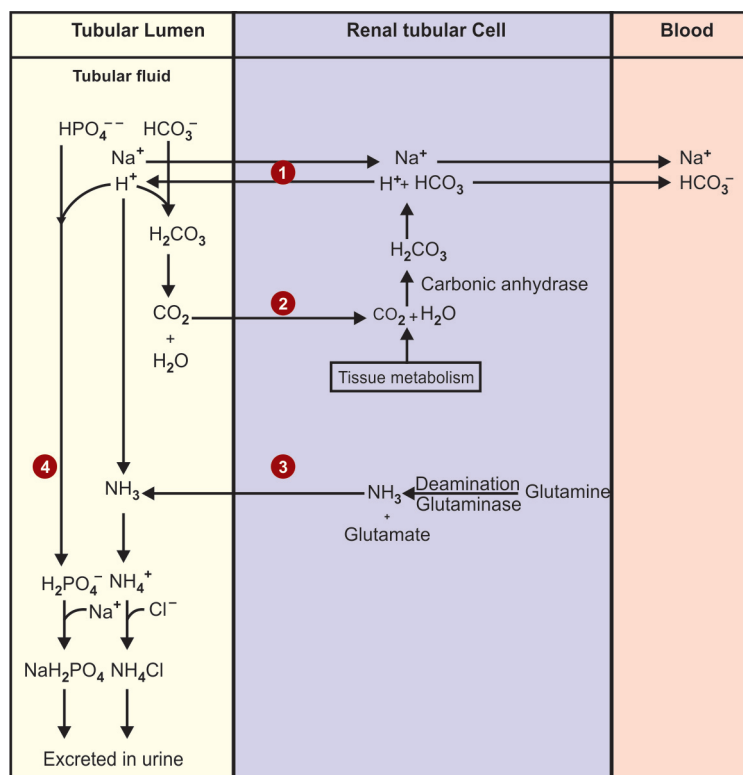 Tubular Lumen Renal tubular Cell Blood
Tubular fluid
HPO₄⁻⁻ HCO₃⁻
Na⁺ Na⁺ Na⁺
1
H⁺ H⁺ + HCO₃ HCO₃⁻
H₂CO₃ H₂CO₃
Carbonic anhydrase
2
CO₂ CO₂ + H₂O
+
H₂O
Tissue metabolism
4 3
NH₃ NH₃ Deamination Glutamine
+ Glutaminase
Glutamate
H₂PO₄⁻ NH₄⁺
Na⁺ Cl⁻
NaH₂PO₄ NH₄Cl
Excreted in urine